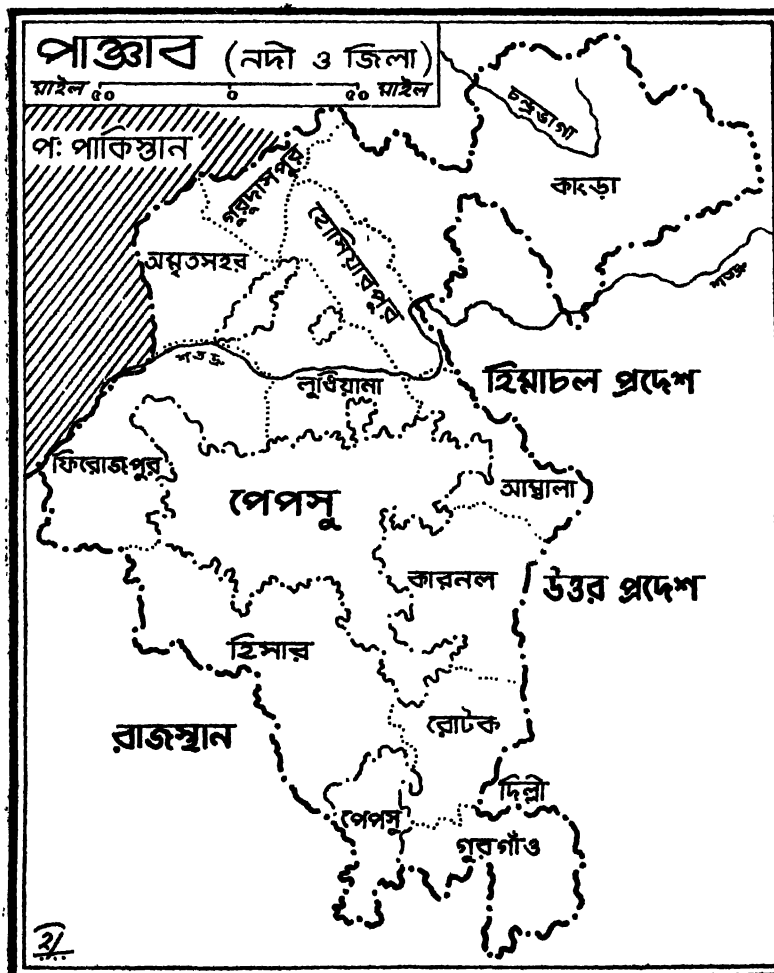 পাঞ্জাব (নদী ও জিলা)
মাইল ৫০ ০ ৫০ মাইল
পঃ পাকিস্তান
চন্দ্রভাগা
কাংড়া
গুরুদাসপুর
হোসিয়ারপুর
অমৃতসহর
শতদ্রু
শতদ্রু
লুধিয়ানা
হিমাচল প্রদেশ
ফিরোজপুর
পেপসু
আম্বালা
কারনল
উত্তর প্রদেশ
হিসার
রাজস্থান
রোটক
দিল্লী
পেপসু
গুরগাঁও